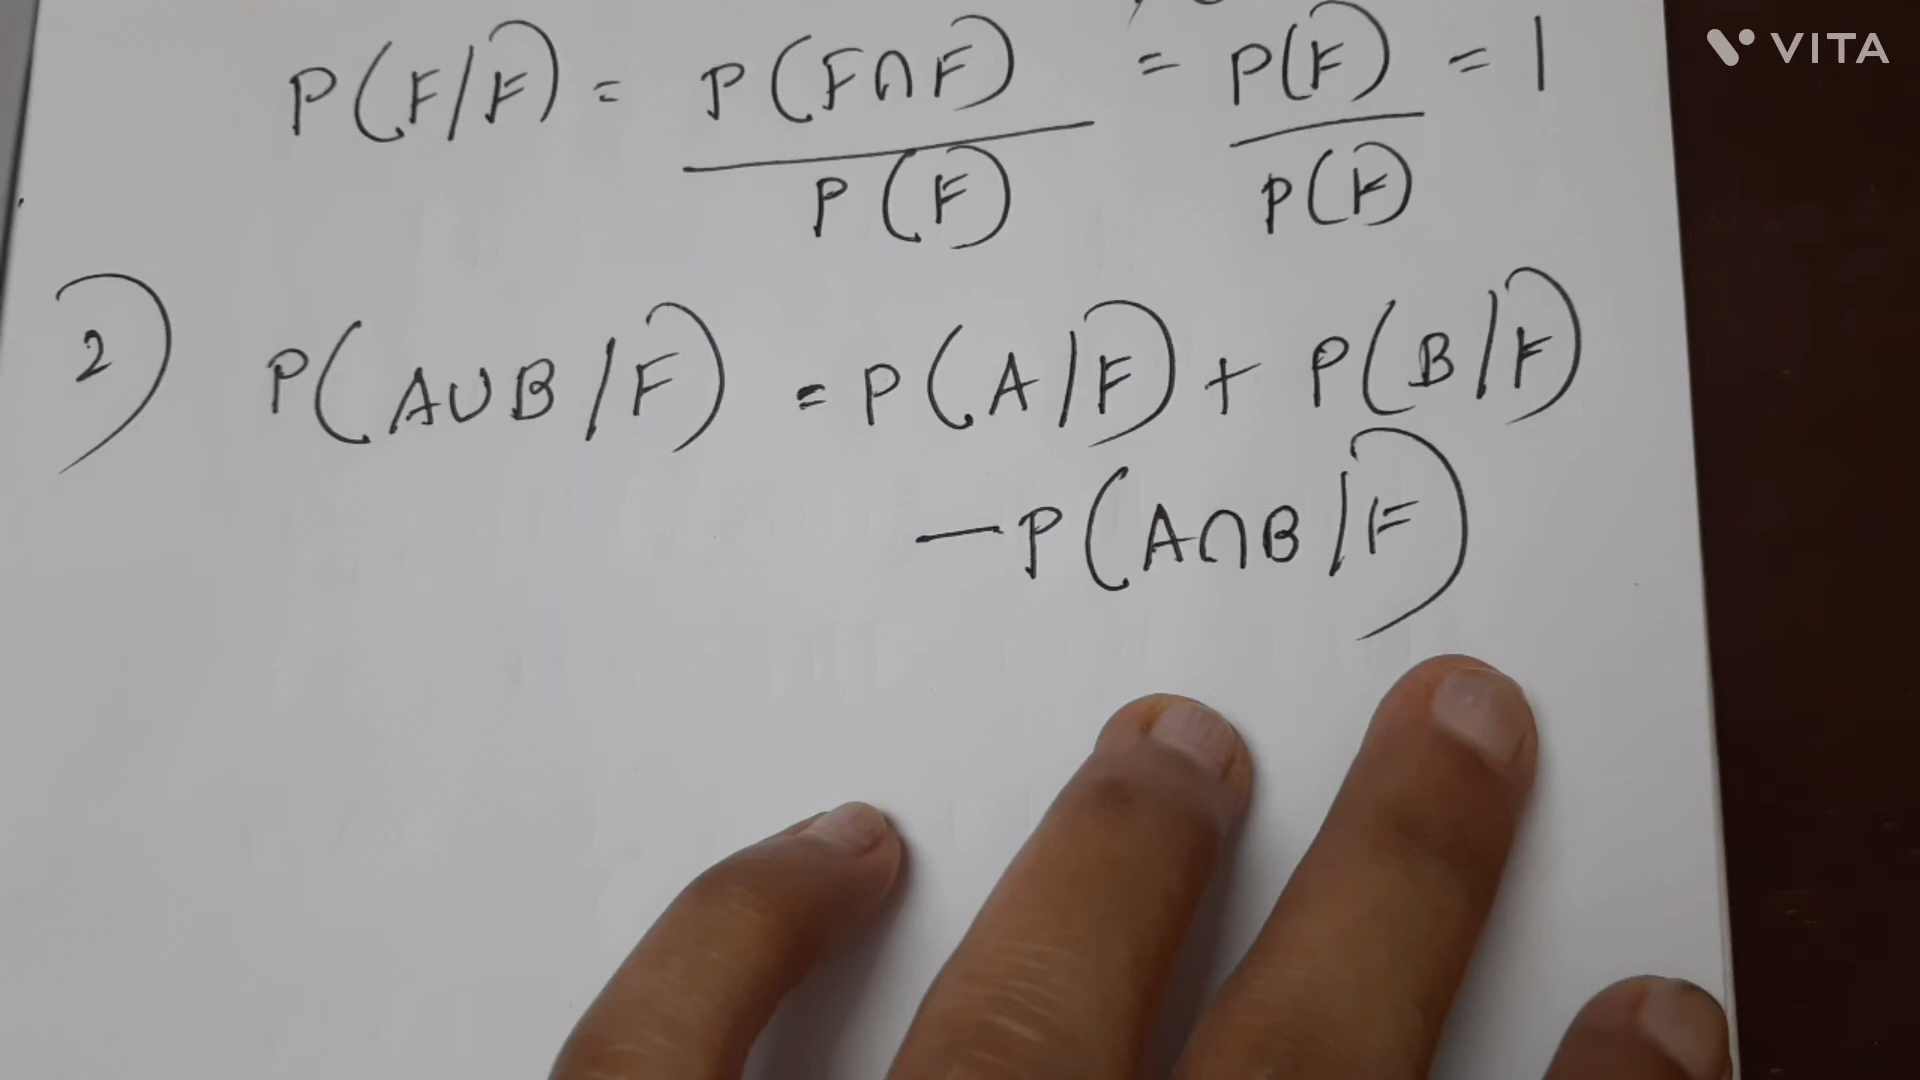 VITA
P(F/F) = P(F∩F) = P(F) = 1
P(F) P(F)
2) P(A∪B/F) = P(A/F) + P(B/F)
— P(A∩B/F)